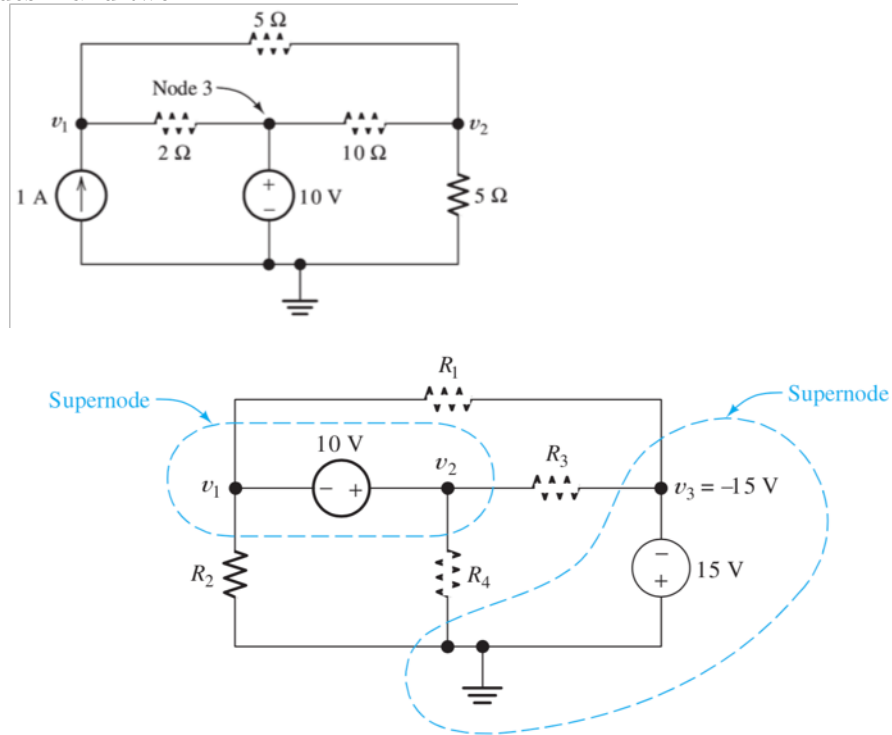 5 Ω
Node 3
v₁
v₂
2 Ω
10 Ω
1 A
+
−
10 V
5 Ω
R₁
Supernode
Supernode
10 V
R₃
v₂
v₁
− +
v₃ = −15 V
R₂
R₄
−
+
15 V